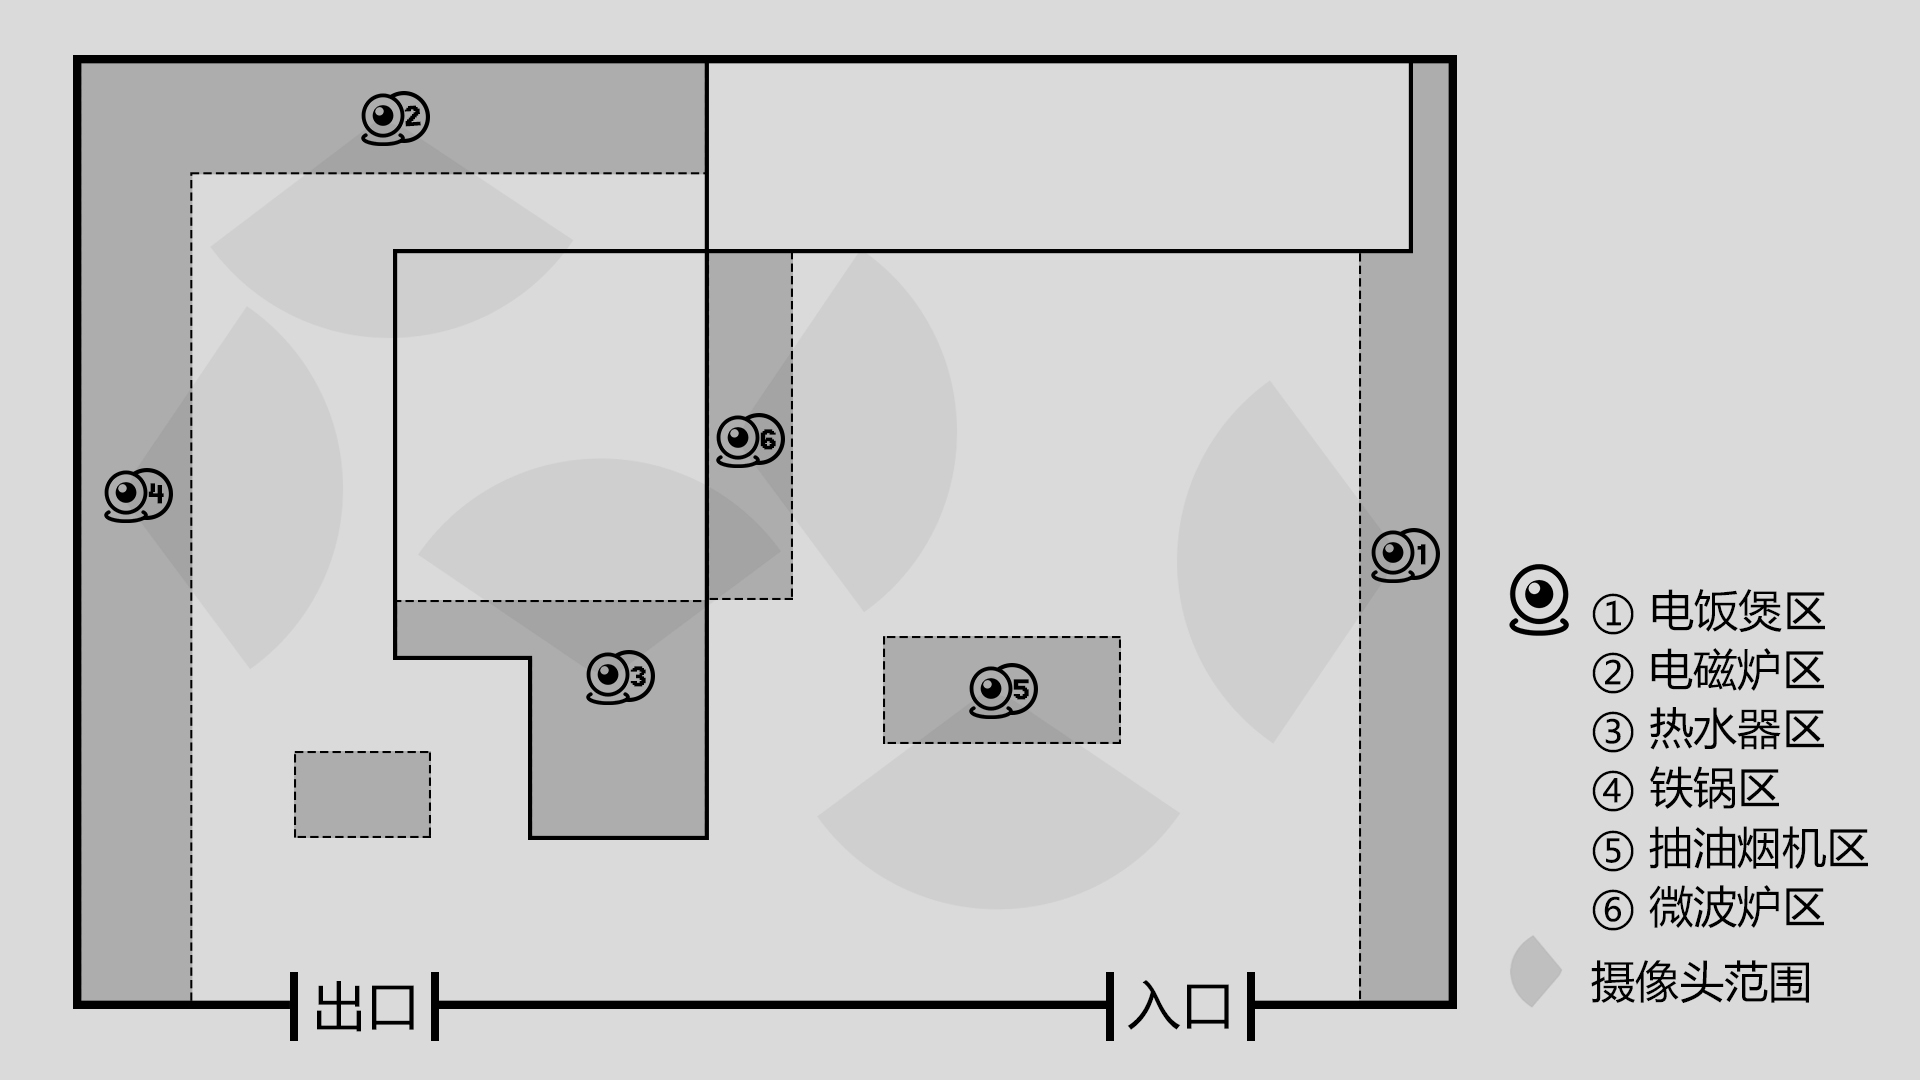 2
6
4
1
3
5
① 电饭煲区
② 电磁炉区
③ 热水器区
④ 铁锅区
⑤ 抽油烟机区
⑥ 微波炉区
摄像头范围
出口
入口